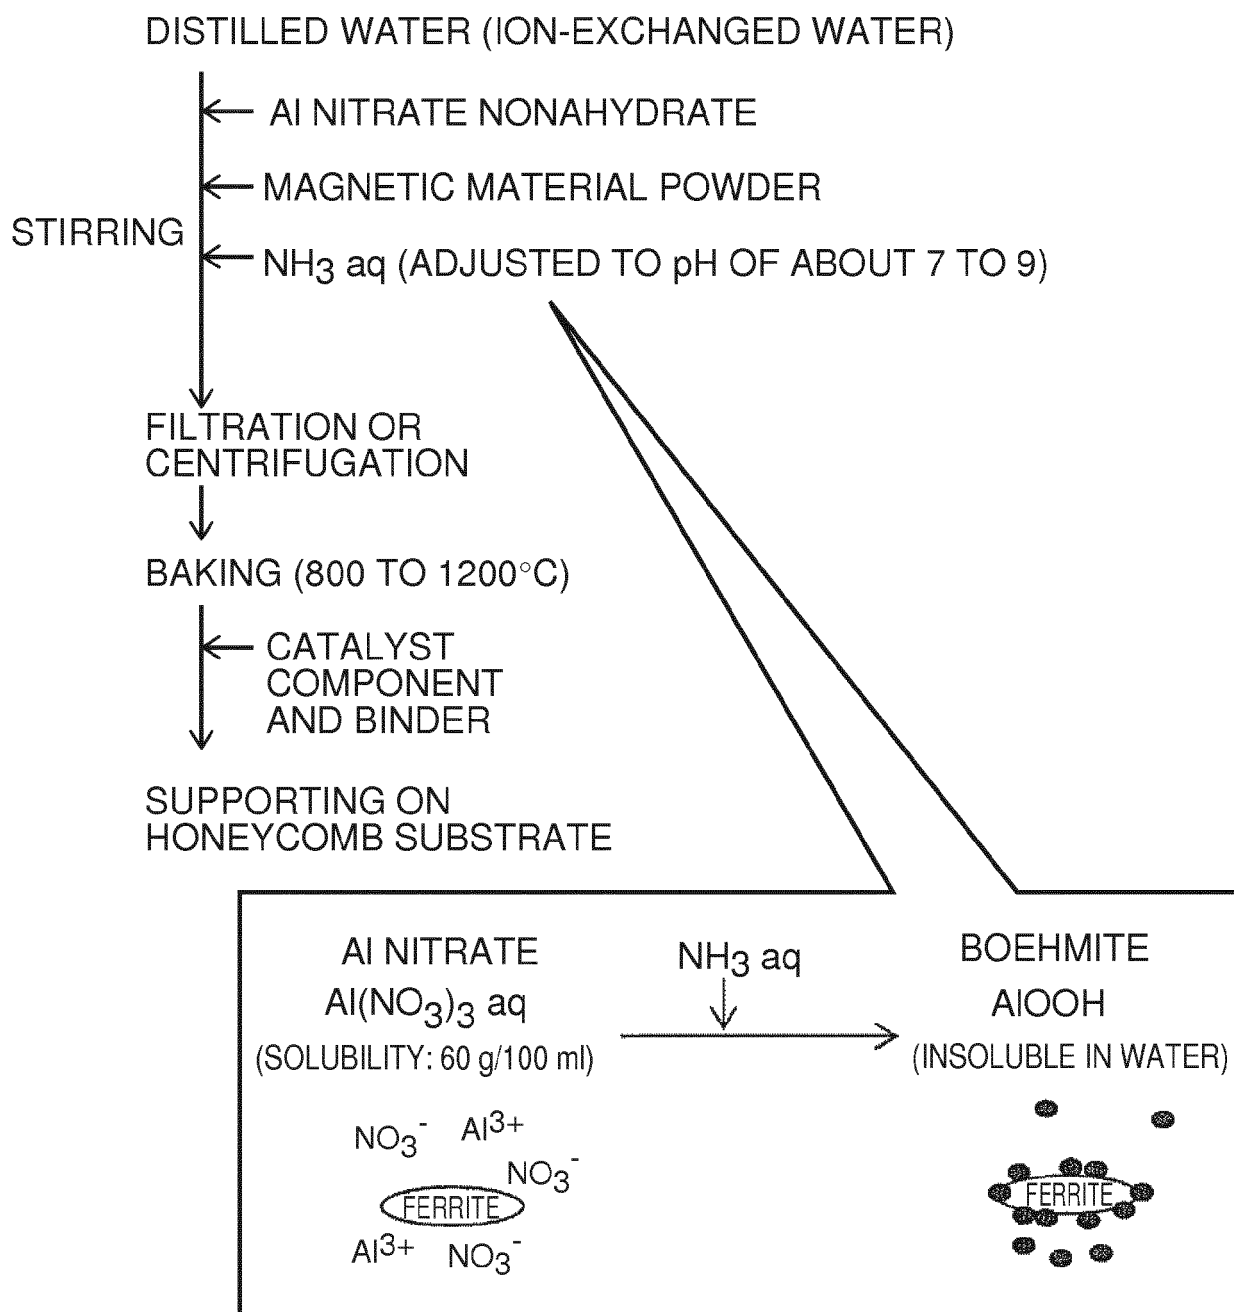 DISTILLED WATER (ION-EXCHANGED WATER)
Al NITRATE NONAHYDRATE
MAGNETIC MATERIAL POWDER
STIRRING
NH3 aq (ADJUSTED TO pH OF ABOUT 7 TO 9)
FILTRATION OR
CENTRIFUGATION
BAKING (800 TO 1200°C)
CATALYST
COMPONENT
AND BINDER
SUPPORTING ON
HONEYCOMB SUBSTRATE
Al NITRATE
Al(NO3)3 aq
(SOLUBILITY: 60 g/100 ml)
NH3 aq
BOEHMITE
AlOOH
(INSOLUBLE IN WATER)
NO3-
Al3+
NO3-
FERRITE
Al3+
NO3-
FERRITE